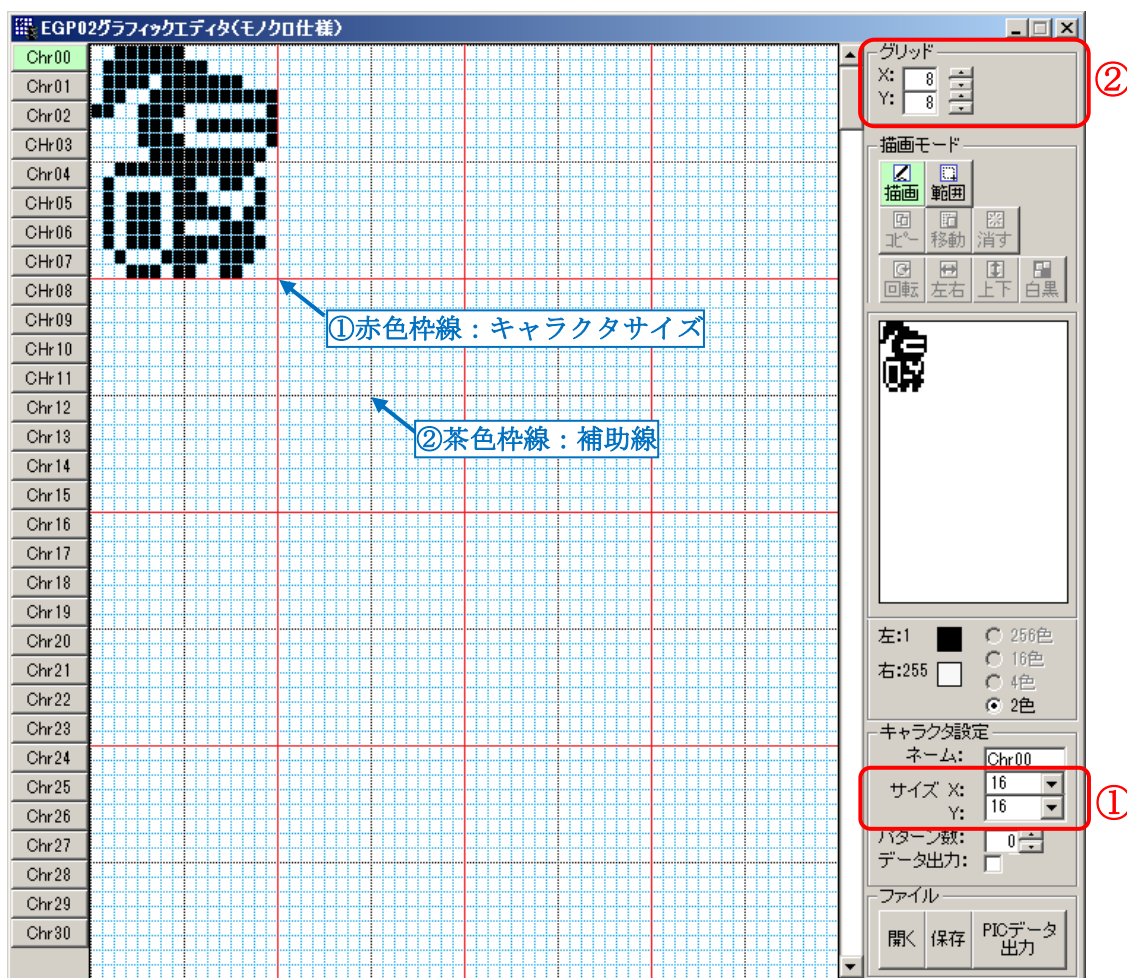 EGP02グラフィックエディタ(モノクロ仕様)
Chr00
Chr01
Chr02
CHr03
Chr04
CHr05
CHr06
CHr07
CHr08
CHr09
CHr10
CHr11
Chr12
Chr13
Chr14
Chr15
Chr16
Chr17
Chr18
Chr19
Chr20
Chr21
Chr22
Chr23
Chr24
Chr25
Chr26
Chr27
Chr28
Chr29
Chr30
①赤色枠線:キャラクタサイズ
②茶色枠線:補助線
グリッド
X: 8
Y: 8
②
描画モード
描画 範囲
コピー 移動 消す
回転 左右 上下 白黒
左:1
右:255
256色
16色
4色
2色
キャラクタ設定
ネーム: Chr00
サイズ X: 16
Y: 16
①
パターン数: 0
データ出力:
ファイル
開く 保存 PICデータ
出力